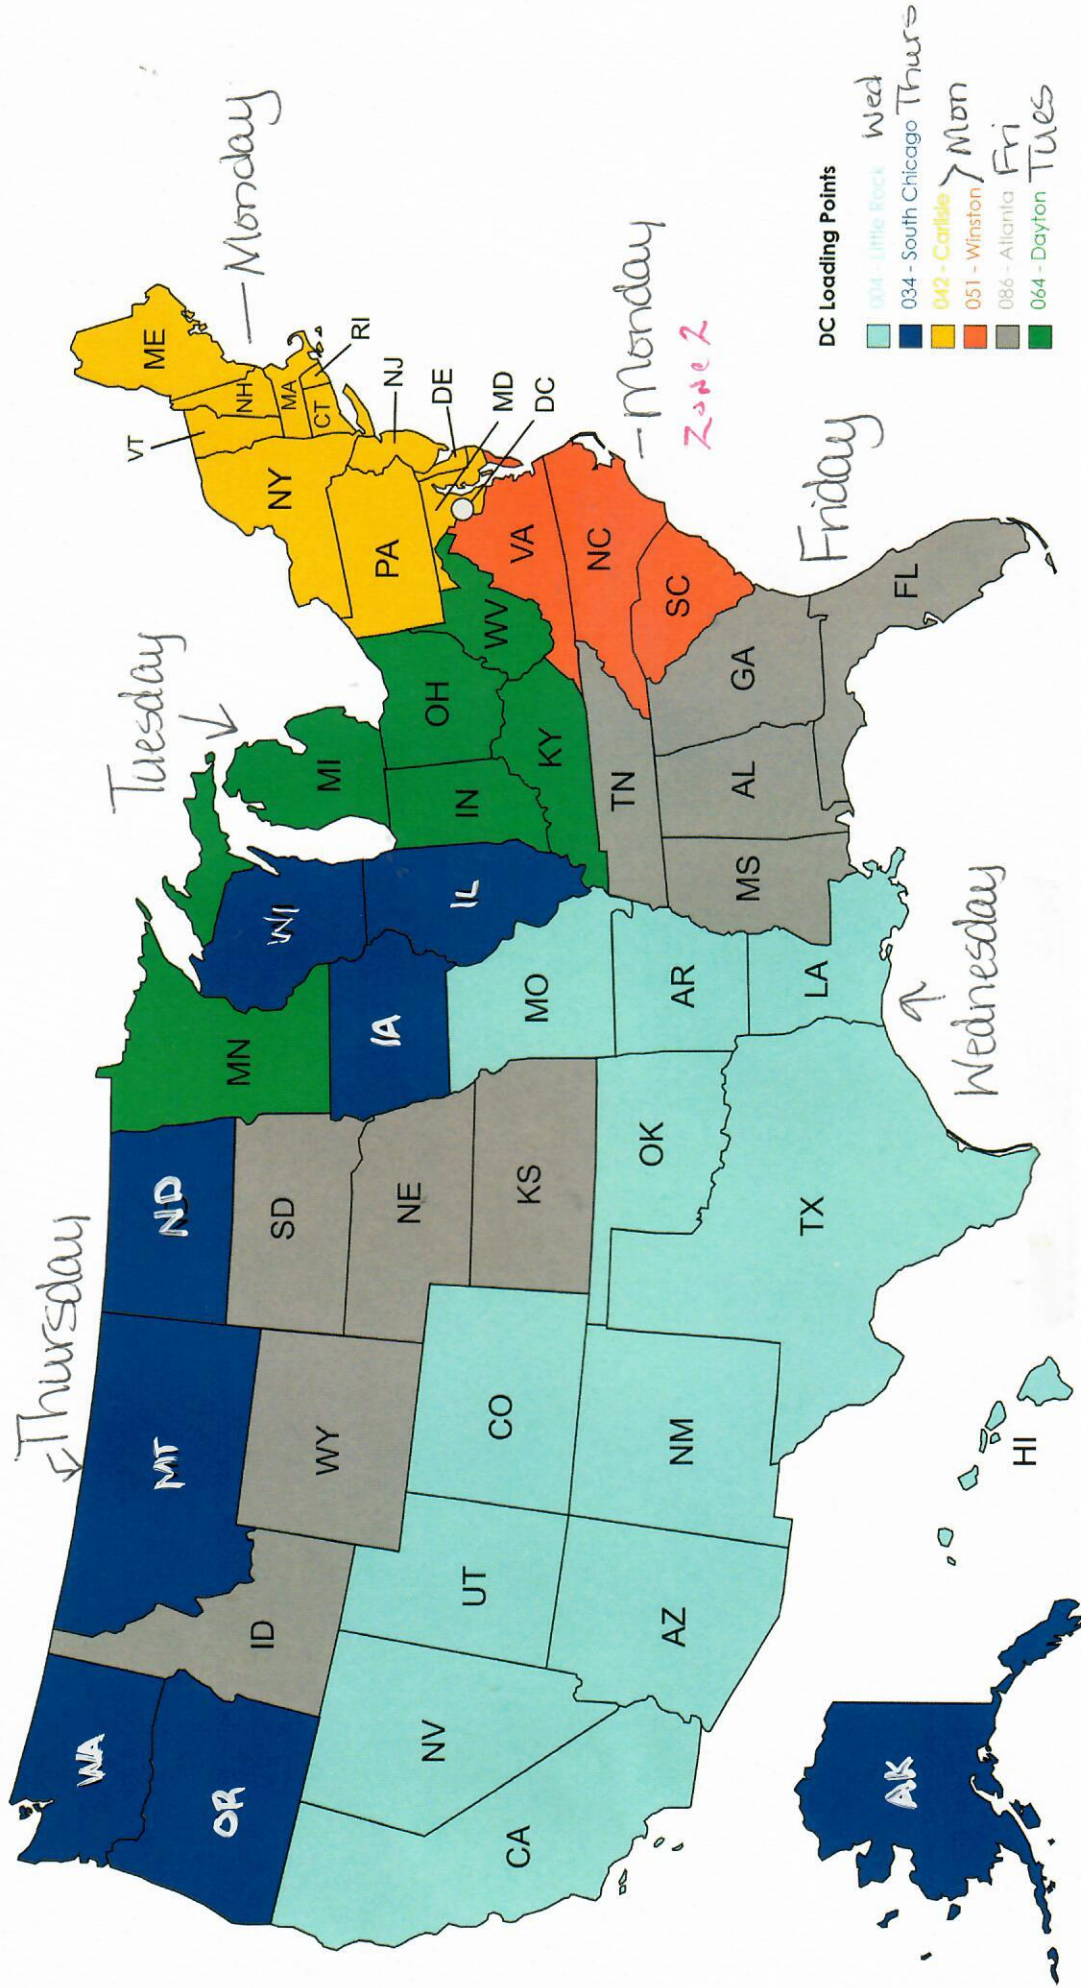 Thursday
Tuesday
Monday
WA
MT
ND
MN
VT
ME
OR
ID
SD
WI
MI
NY
NH
MA
RI
CT
WY
NE
IA
PA
NJ
NV
UT
CO
KS
IL
IN
OH
WV
DE
MD
DC
CA
MO
KY
VA
AZ
NM
OK
AR
TN
NC
SC
Monday
Zone 2
TX
LA
MS
AL
GA
FL
Friday
AK
HI
Wednesday
DC Loading Points
004 - Little Rock Wed
034 - South Chicago Thurs
042 - Carlisle
051 - Winston > Mon
086 - Atlanta Fri
064 - Dayton Tues